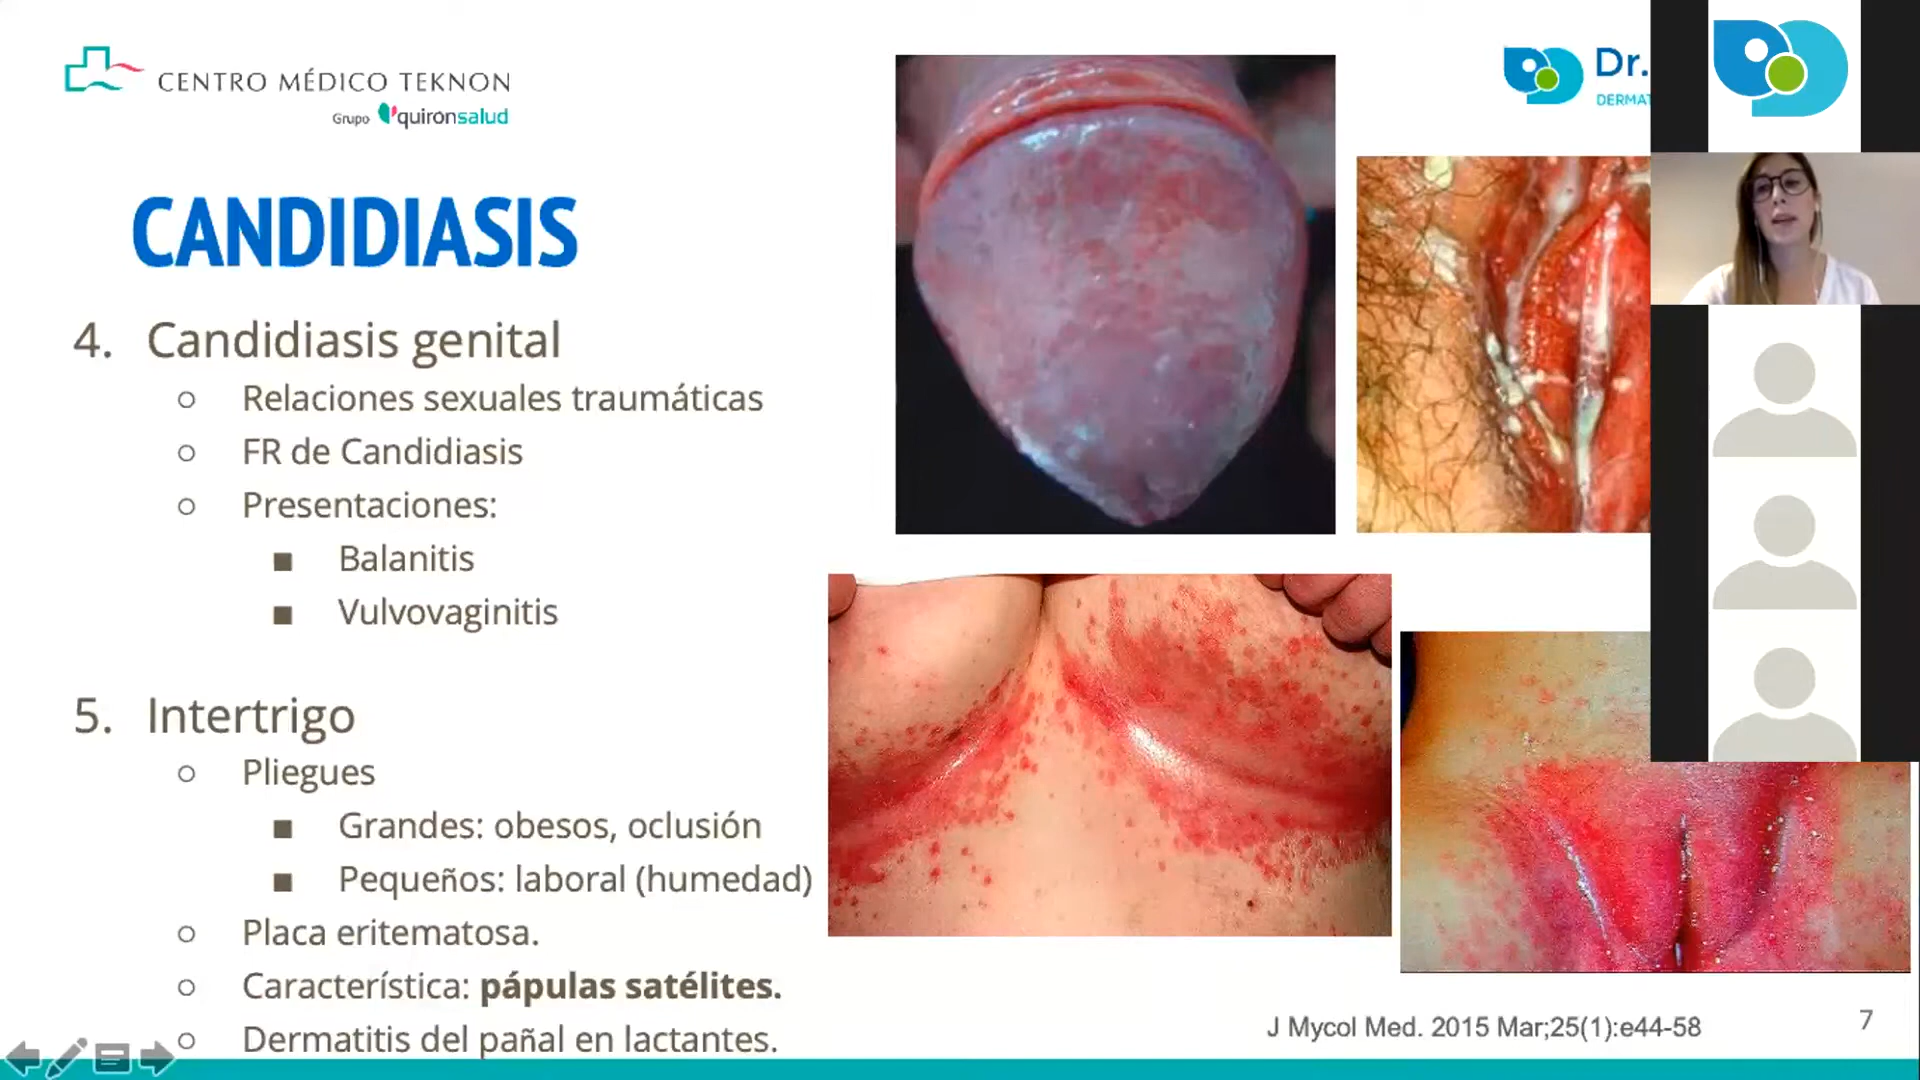 CENTRO MÉDICO TEKNON
Grupo quirónsalud
Dr.
DERMAT
CANDIDIASIS
4. Candidiasis genital
○ Relaciones sexuales traumáticas
○ FR de Candidiasis
○ Presentaciones:
■ Balanitis
■ Vulvovaginitis
5. Intertrigo
○ Pliegues
■ Grandes: obesos, oclusión
■ Pequeños: laboral (humedad)
○ Placa eritematosa.
○ Característica: pápulas satélites.
○ Dermatitis del pañal en lactantes.
J Mycol Med. 2015 Mar;25(1):e44-58
7